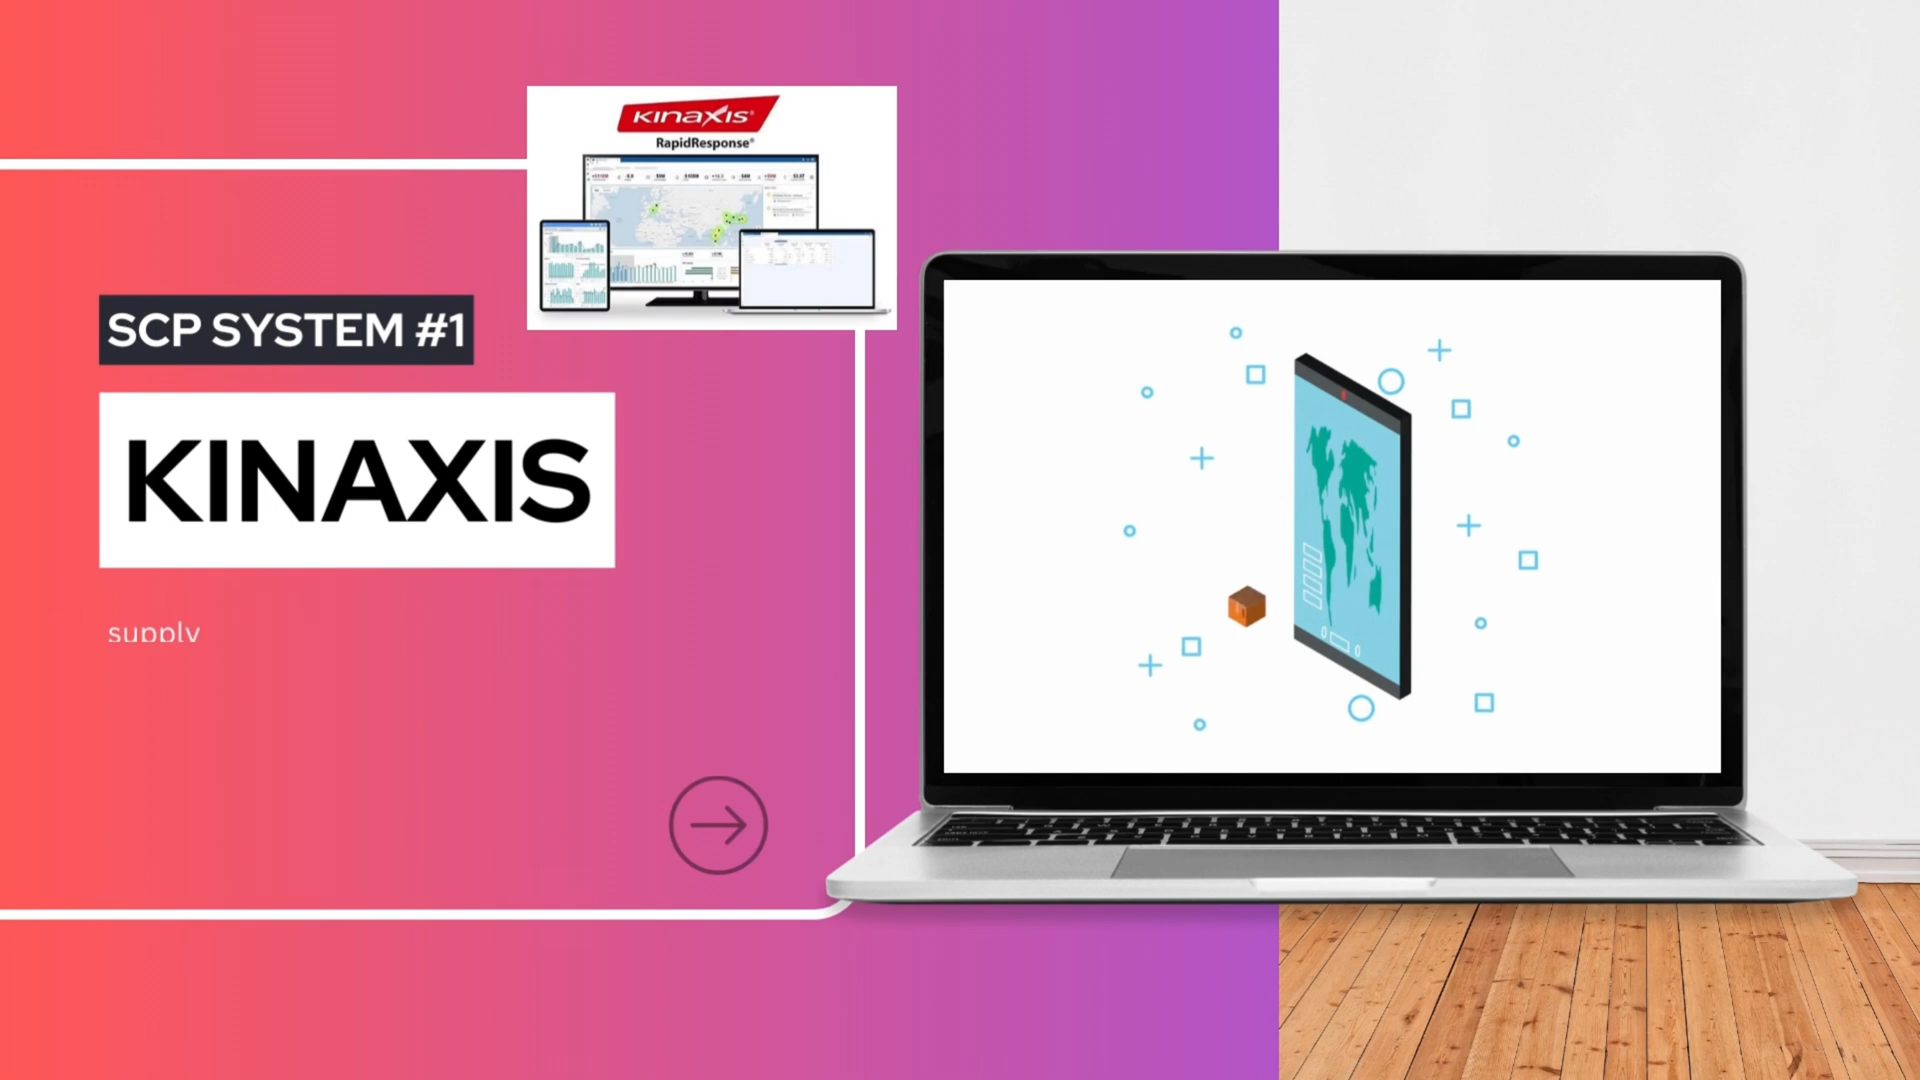 KINAXIS
RapidResponse
SCP SYSTEM #1
KINAXIS
supply